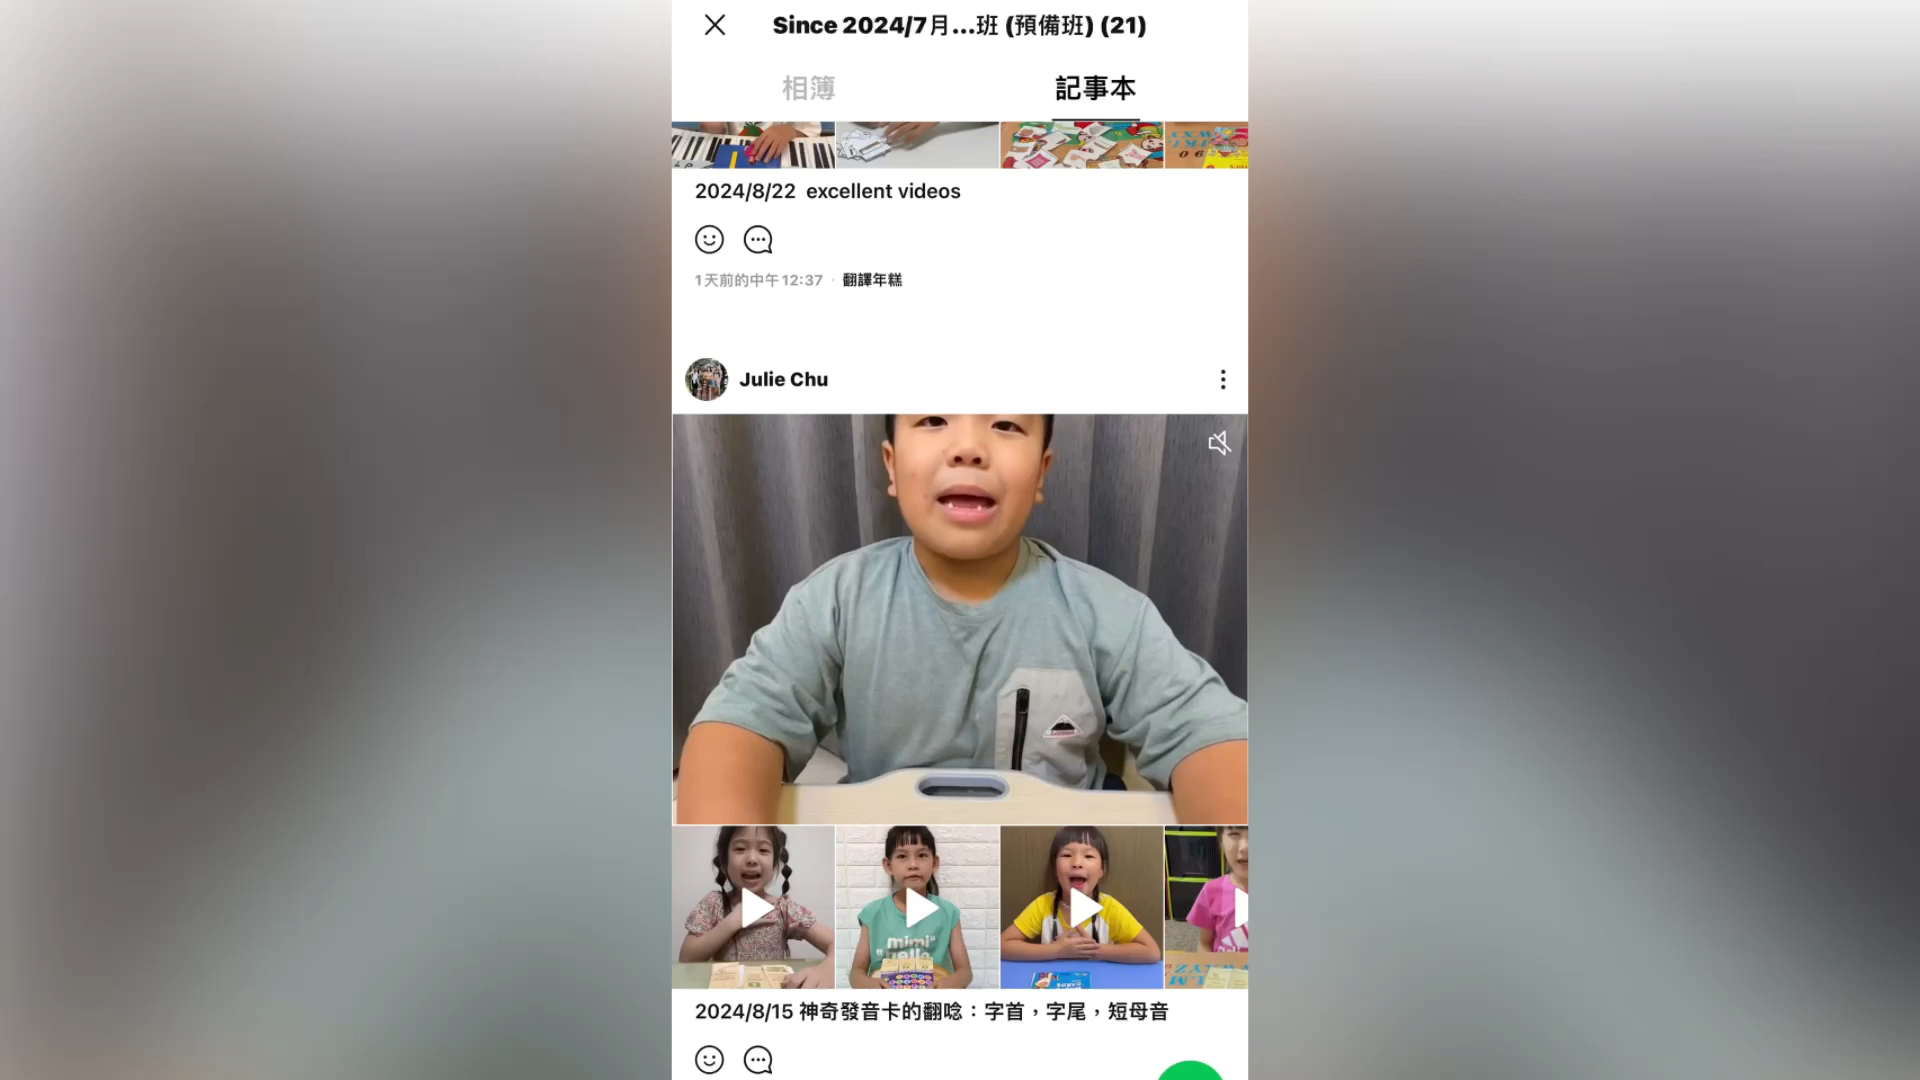 Since 2024/7月...班 (預備班) (21)
相簿
記事本
2024/8/22 excellent videos
1天前的中午12:37 · 翻譯年糕
Julie Chu
mimi
hello
2024/8/15 神奇發音卡的翻唸：字首，字尾，短母音